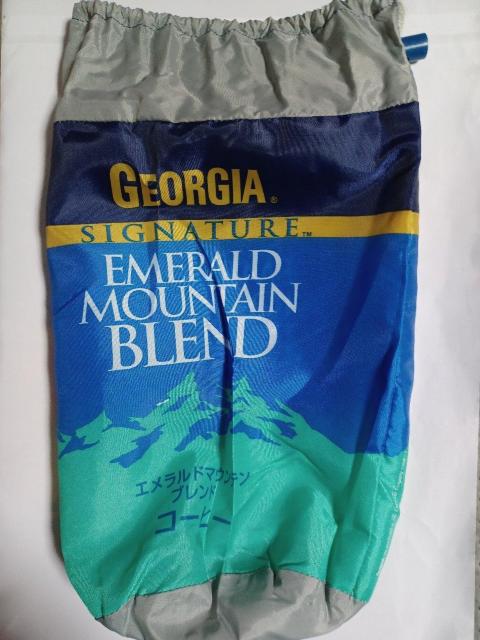 GEORGIA®
SIGNATURE™
EMERALD
MOUNTAIN
BLEND
エメラルドマウンテン
ブレンド
コーヒー